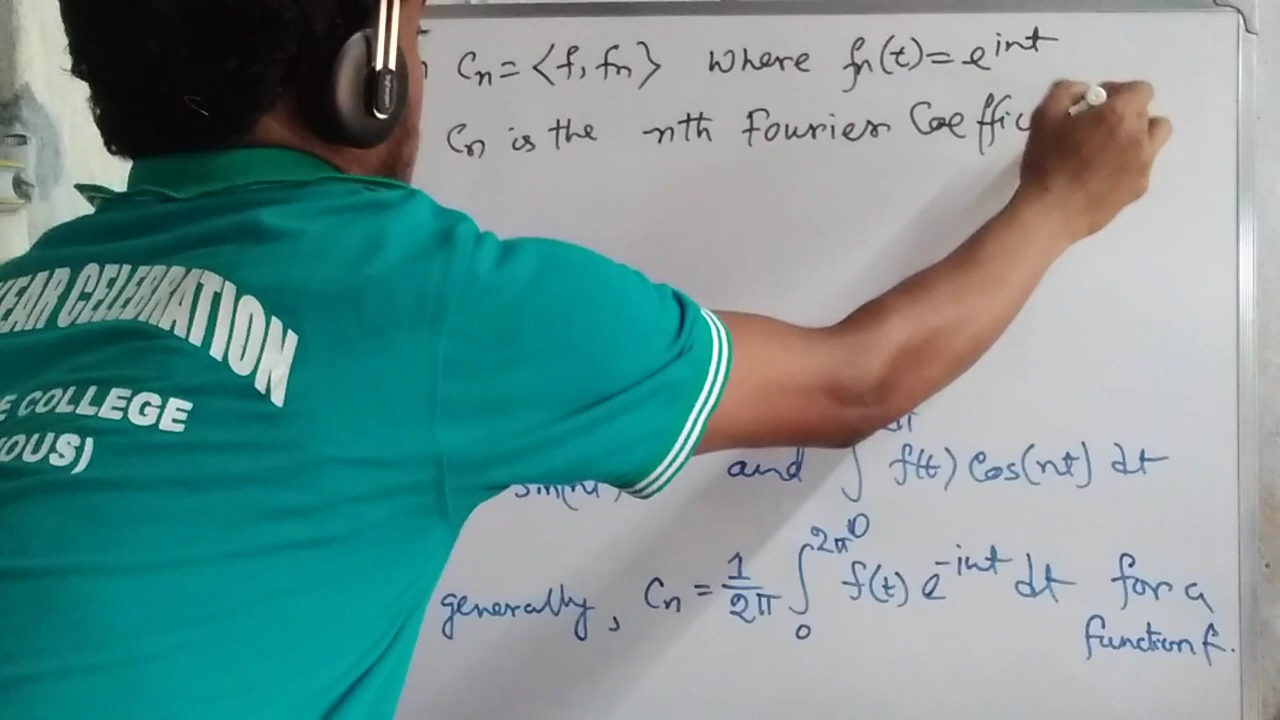 Cn = ⟨f, fn⟩ where fn(t) = e^{int}
Cn is the nth Fourier Coeffic
and ∫ f(t) Cos(nt) dt
0
generally, Cn = 1/2π ∫_0^{2π} f(t) e^{-int} dt for a
function f.
YEAR CELEBRATION
E COLLEGE
OUS)